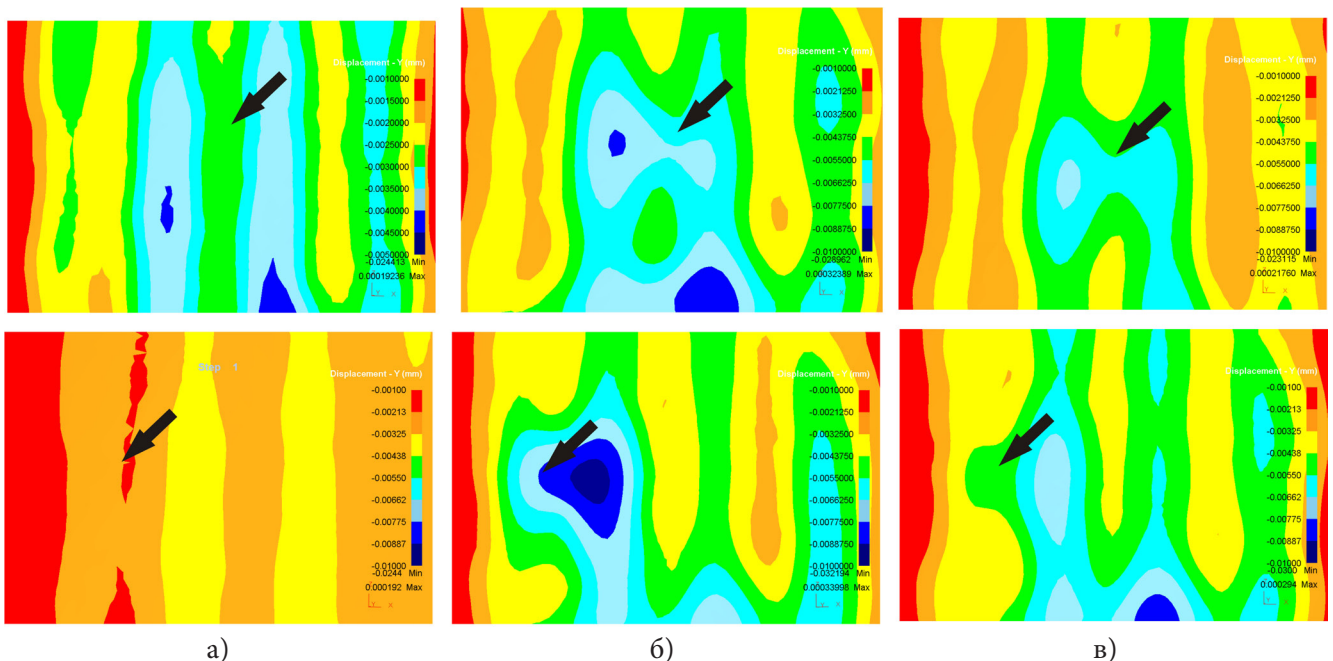 Displacement - Y (mm)
-0.0010000
-0.0015000
-0.0020000
-0.0025000
-0.0030000
-0.0035000
-0.0040000
-0.0045000
-0.0050000
-0.024413 Min
0.00019236 Max
Y X
Displacement - Y (mm)
-0.0010000
-0.0021250
-0.0032500
-0.0043750
-0.0055000
-0.0066250
-0.0077500
-0.0088750
-0.0100000
-0.028962 Min
0.00032389 Max
Y X
Displacement - Y (mm)
-0.0010000
-0.0021250
-0.0032500
-0.0043750
-0.0055000
-0.0066250
-0.0077500
-0.0088750
-0.0100000
-0.023115 Min
0.00021760 Max
Y X
Step 1
Displacement - Y (mm)
-0.00100
-0.00213
-0.00325
-0.00438
-0.00550
-0.00662
-0.00775
-0.00887
-0.01000
-0.0244 Min
0.000192 Max
Y X
Displacement - Y (mm)
-0.0010000
-0.0021250
-0.0032500
-0.0043750
-0.0055000
-0.0066250
-0.0077500
-0.0088750
-0.0100000
-0.032194 Min
0.00033998 Max
Y X
Displacement - Y (mm)
-0.00100
-0.00213
-0.00325
-0.00438
-0.00550
-0.00662
-0.00775
-0.00887
-0.01000
-0.0300 Min
0.000294 Max
Y X
а) б) в)